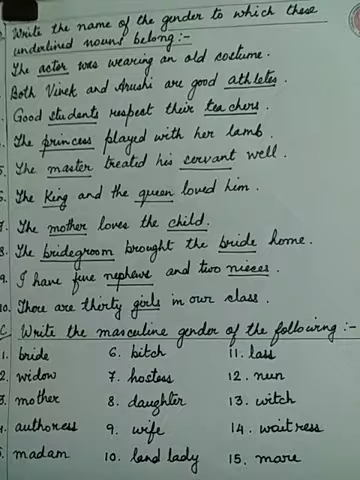 Write the name of the gender to which these
underlined nouns belong:-
The actor was wearing an old costume.
Both Vivek and Arushi are good athletes.
Good students respect their teachers.
The princess played with her lamb.
5. The master treated his servant well.
6. The King and the queen loved him.
7. The mother loves the child.
8. The bridegroom brought the bride home.
9. I have five nephews and two nieces.
10. There are thirty girls in our class.
C. Write the masculine gender of the following:-
1. bride 6. bitch 11. lass
2. widow 7. hostess 12. nun
3. mother 8. daughter 13. witch
4. authoress 9. wife 14. waitress
5. madam 10. land lady 15. mare